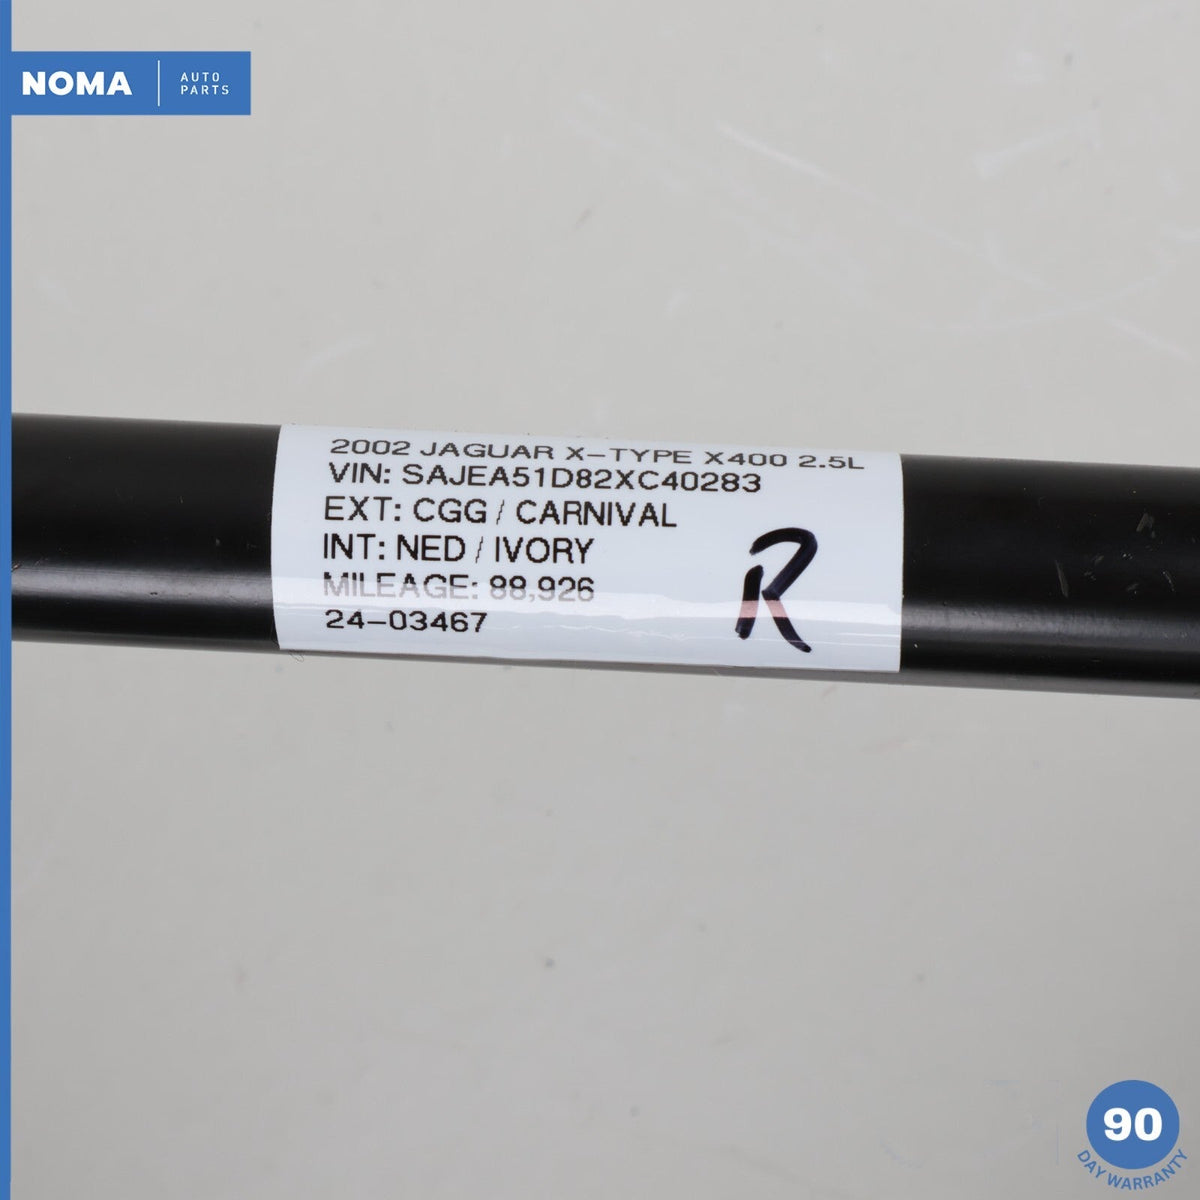 NOMA
AUTO
PARTS
2002 JAGUAR X-TYPE X400 2.5L
VIN: SAJEA51D82XC40283
EXT: CGG / CARNIVAL
INT: NED / IVORY
MILEAGE: 88,926
24-03467
R
90
DAY WARRANTY